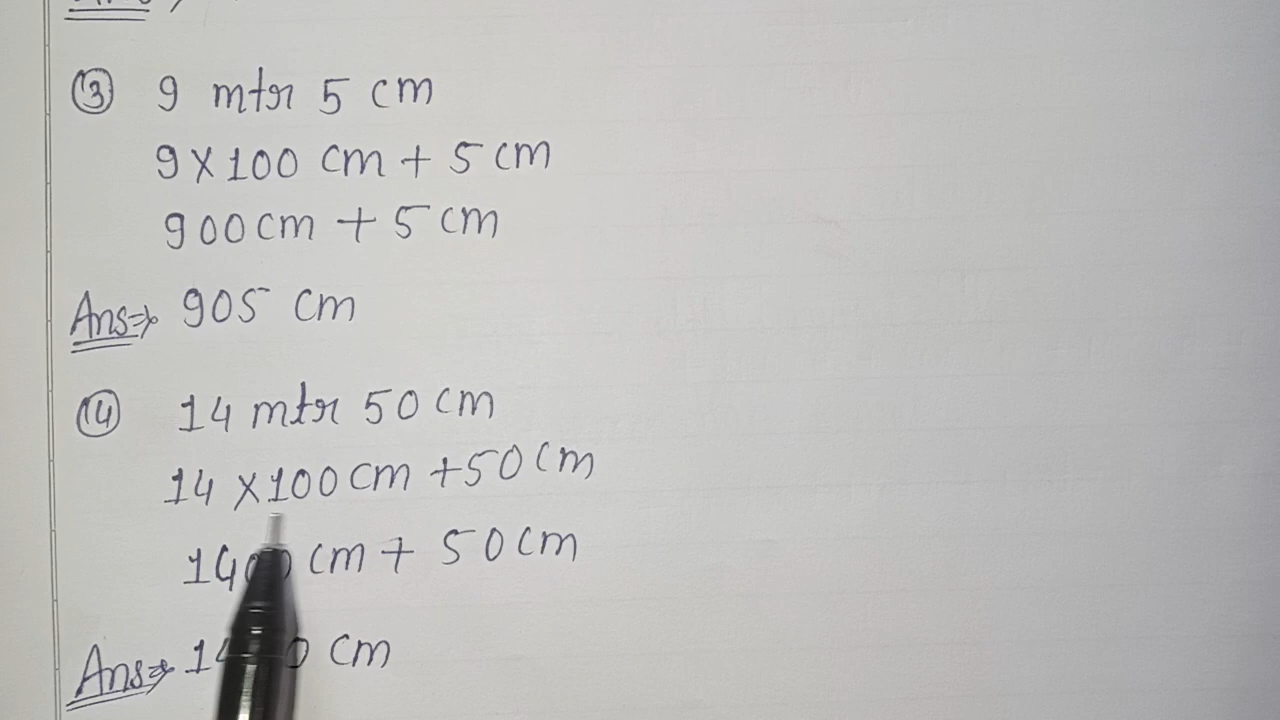 ③ 9 mtr 5 cm
9 x 100 cm + 5 cm
900 cm + 5 cm
Ans⇒ 905 cm
④ 14 mtr 50 cm
14 x 100 cm + 50 cm
cm + 50 cm
Ans⇒ cm